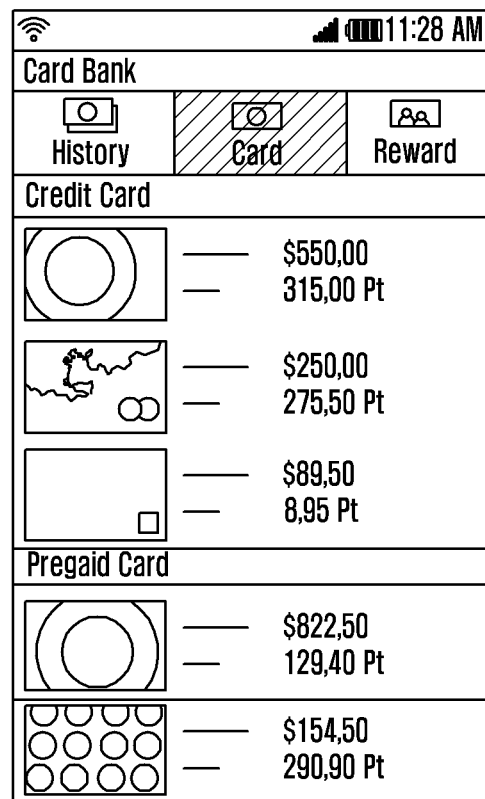 11:28 AM
Card Bank
History
Card
Reward
Credit Card
$550,00
315,00 Pt
$250,00
275,50 Pt
$89,50
8,95 Pt
Pregaid Card
$822,50
129,40 Pt
$154,50
290,90 Pt